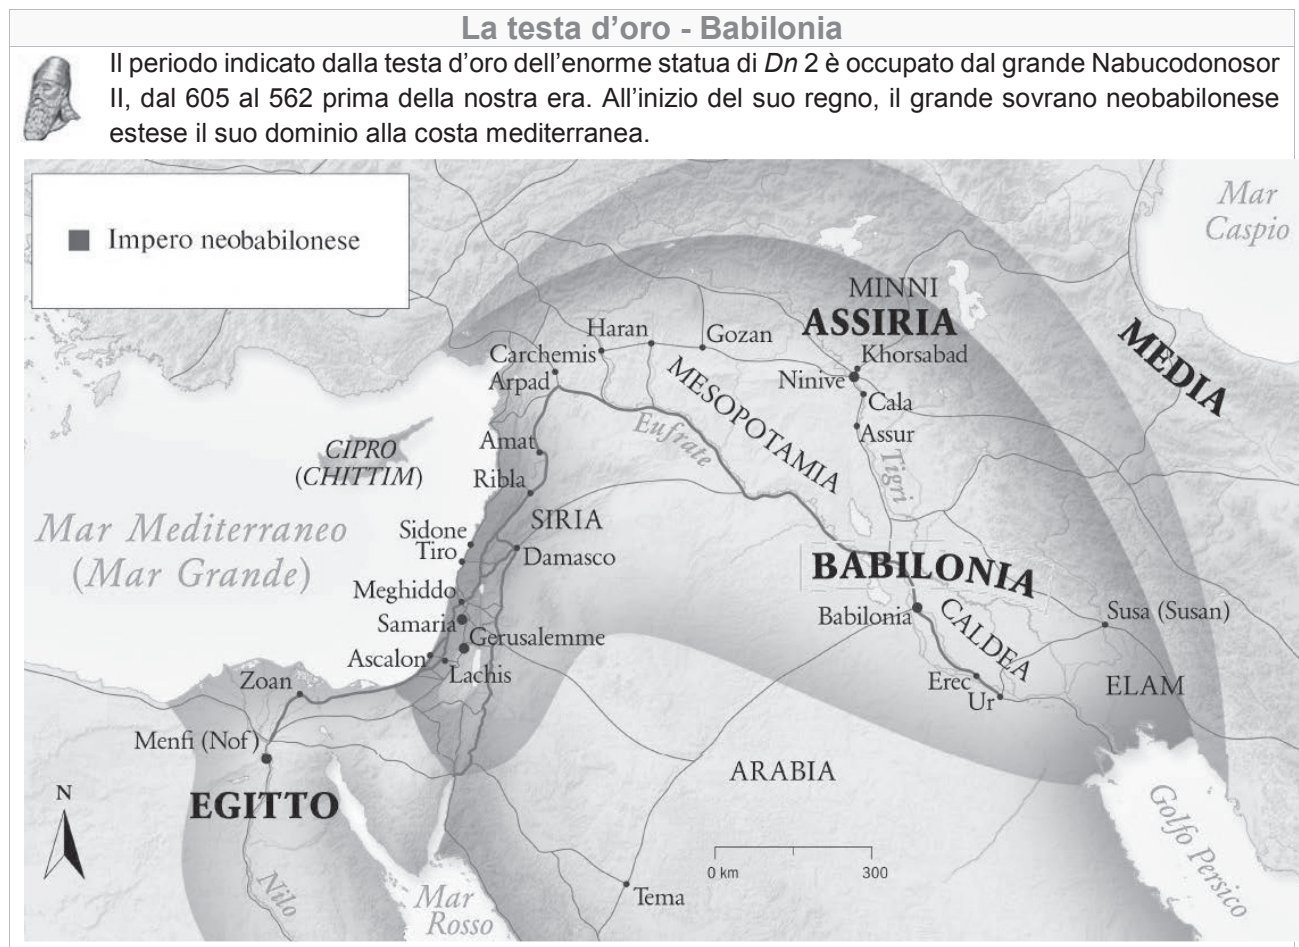 La testa d’oro - Babilonia
Il periodo indicato dalla testa d’oro dell’enorme statua di Dn 2 è occupato dal grande Nabucodonosor
II, dal 605 al 562 prima della nostra era. All’inizio del suo regno, il grande sovrano neobabilonese
estese il suo dominio alla costa mediterranea.
Impero neobabilonese
Mar
Caspio
MINNI
ASSIRIA
MEDIA
Haran
Gozan
Khorsabad
Carchemis
Arpad
Ninive
Cala
MESOPOTAMIA
Assur
Eufrate
Tigri
CIPRO
(CHITTIM)
Amat
Ribla
Mar Mediterraneo
(Mar Grande)
SIRIA
Sidone
Tiro
Damasco
BABILONIA
Meghiddo
Babilonia
CALDEA
Susa (Susan)
Samaria
Gerusalemme
Ascalon
Lachis
Zoan
Erec
Ur
ELAM
Menfi (Nof)
ARABIA
EGITTO
N
Golfo Persico
0 km
300
Nilo
Mar
Rosso
Tema